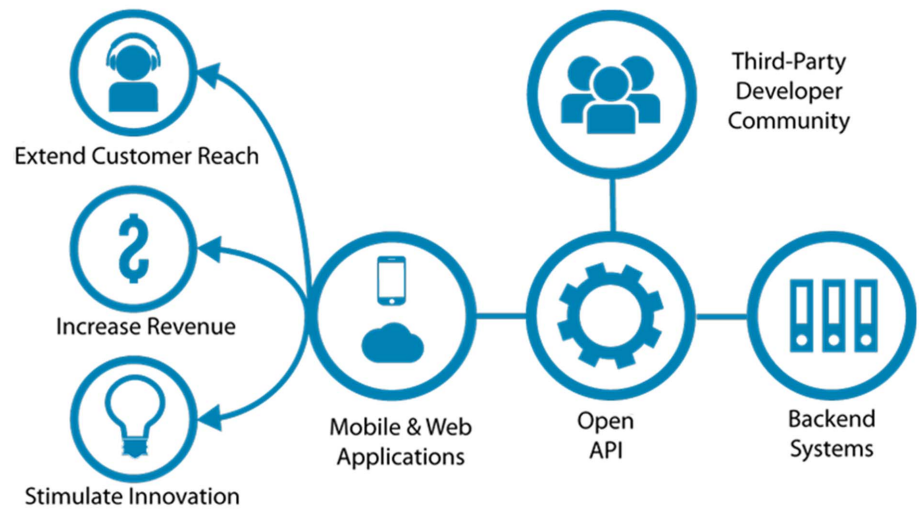 Third-Party
Developer
Community
Extend Customer Reach
Increase Revenue
Mobile & Web
Applications
Open
API
Backend
Systems
Stimulate Innovation